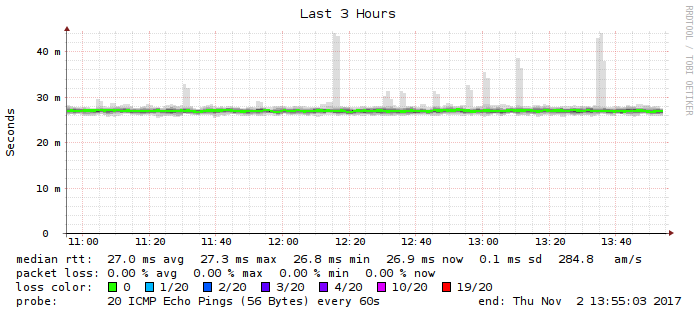 Last 3 Hours
RRDTOOL / TOBI OETIKER
Seconds
40 m
30 m
20 m
10 m
0
11:00 11:20 11:40 12:00 12:20 12:40 13:00 13:20 13:40
median rtt: 27.0 ms avg 27.3 ms max 26.8 ms min 26.9 ms now 0.1 ms sd 284.8 am/s
packet loss: 0.00 % avg 0.00 % max 0.00 % min 0.00 % now
loss color: 0 1/20 2/20 3/20 4/20 10/20 19/20
probe: 20 ICMP Echo Pings (56 Bytes) every 60s end: Thu Nov 2 13:55:03 2017